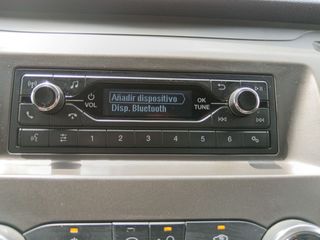 Añadir dispositivo
Disp. Bluetooth
VOL
OK
TUNE
1 2 3 4 5 6